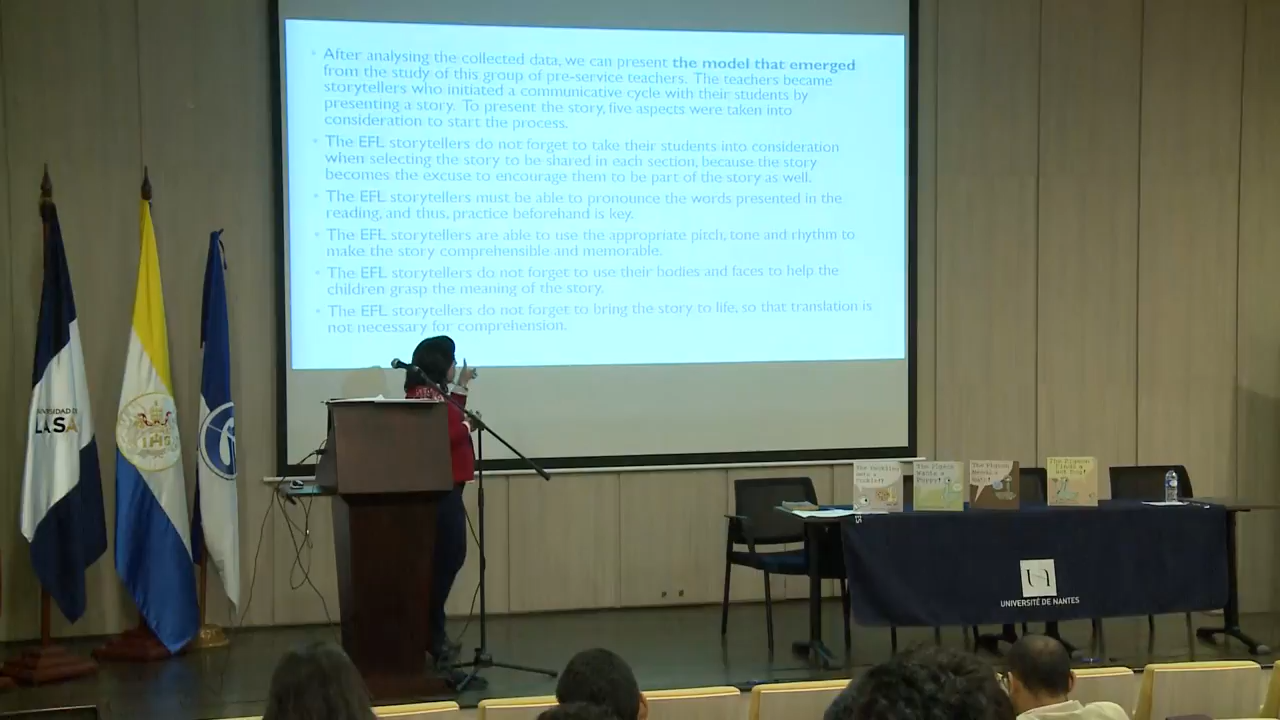 After analysing the collected data, we can present the model that emerged
from the study of this group of pre-service teachers. The teachers became
storytellers who initiated a communicative cycle with their students by
presenting a story. To present the story, five aspects were taken into
consideration to start the process.
The EFL storytellers do not forget to take their students into consideration
when selecting the story to be shared in each section, because the story
becomes the excuse to encourage them to be part of the story as well.
The EFL storytellers must be able to pronounce the words presented in the
reading, and thus, practice beforehand is key.
The EFL storytellers are able to use the appropriate pitch, tone and rhythm to
make the story comprehensible and memorable.
The EFL storytellers do not forget to use their bodies and faces to help the
children grasp the meaning of the story.
The EFL storytellers do not forget to bring the story to life, so that translation is
not necessary for comprehension.
LASA
IHS
The Duckling
Gets a
Cookie!?
The Pigeon
Wants a
Puppy!
The Pigeon
Needs a
Bath!
The Pigeon
Finds a
Hot Dog!
UNIVERSITÉ DE NANTES